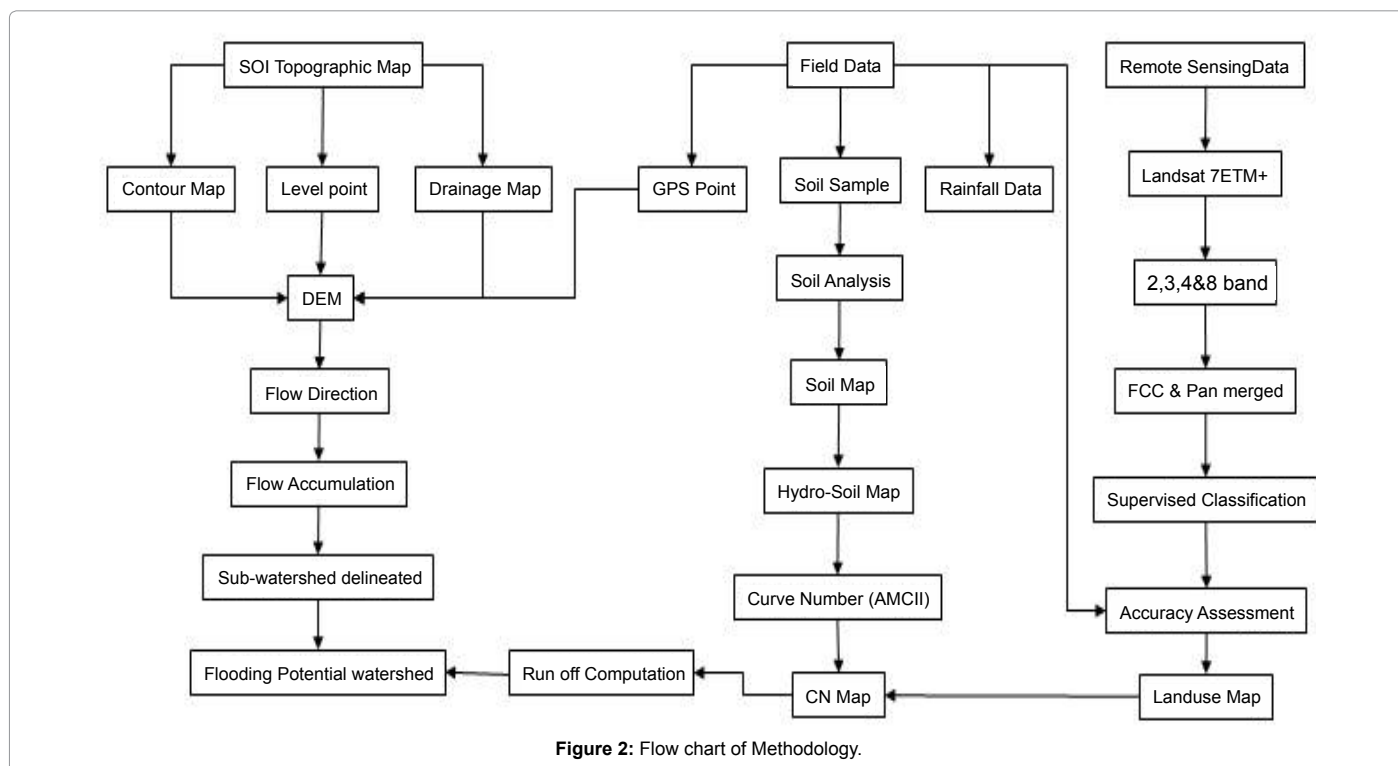 SOI Topographic Map
Field Data
Remote SensingData
Contour Map
Level point
Drainage Map
GPS Point
Soil Sample
Rainfall Data
Landsat 7ETM+
DEM
Soil Analysis
2,3,4&8 band
Flow Direction
Soil Map
FCC & Pan merged
Flow Accumulation
Hydro-Soil Map
Supervised Classification
Sub-watershed delineated
Curve Number (AMCII)
Accuracy Assessment
Flooding Potential watershed
Run off Computation
CN Map
Landuse Map
Figure 2: Flow chart of Methodology.